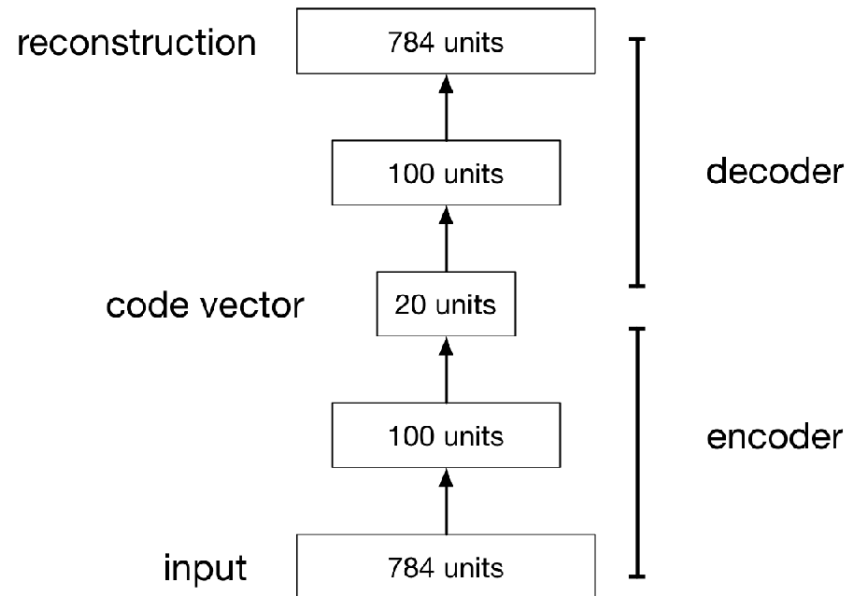 reconstruction
784 units
100 units
decoder
code vector
20 units
100 units
encoder
input
784 units